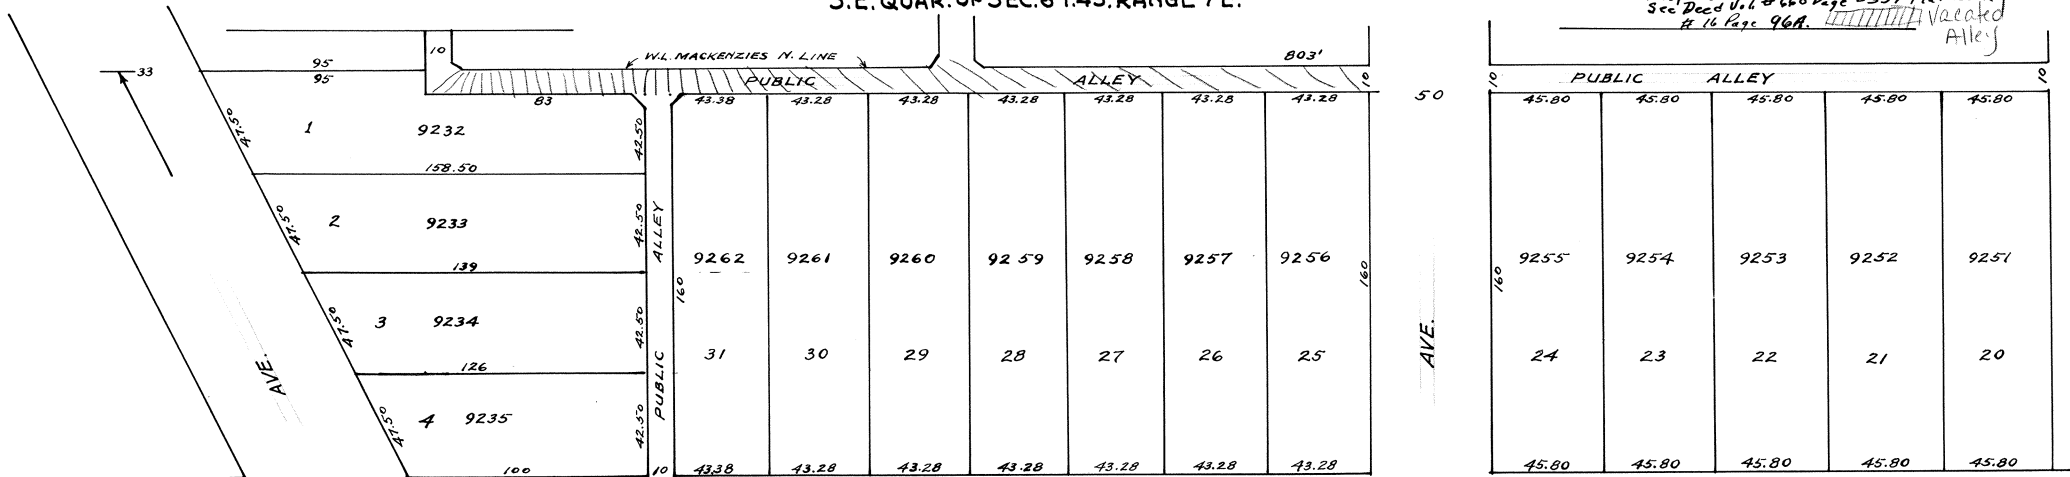 S.E. QUAR. OF SEC. 6 T. 4S. RANGE 7 E.
See Deed Vol. # 660 Page
# 16 Page 96A. Vacated
Alley
10
W.L. MACKENZIES N. LINE
803'
33
95
95
PUBLIC ALLEY
10
10
PUBLIC ALLEY
10
83
43.38 43.28 43.28 43.28 43.28 43.28 43.28
50
45.80 45.80 45.80 45.80 45.80
47.50
1 9232
42.50
158.50
47.50
2 9233
42.50
139
47.50
3 9234
42.50
126
47.50
4 9235
42.50
100
PUBLIC ALLEY
10
160
9262 9261 9260 9259 9258 9257 9256
160
160
9255 9254 9253 9252 9251
31 30 29 28 27 26 25
24 23 22 21 20
AVE.
AVE.
43.38 43.28 43.28 43.28 43.28 43.28 43.28
45.80 45.80 45.80 45.80 45.80